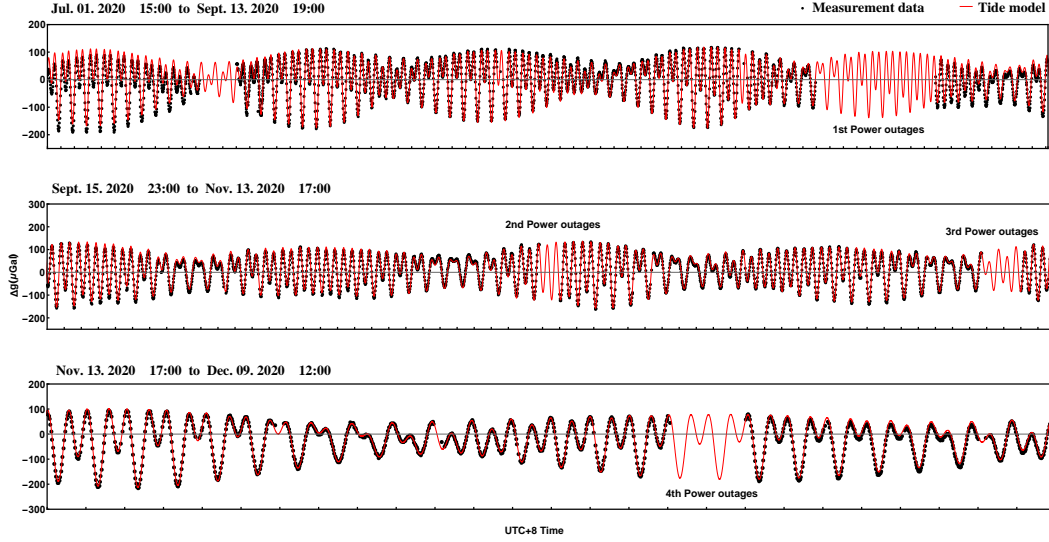 Jul. 01. 2020 15:00 to Sept. 13. 2020 19:00
Measurement data
Tide model
200
100
0
−100
−200
1st Power outages
Sept. 15. 2020 23:00 to Nov. 13. 2020 17:00
300
200
100
0
−100
−200
Δg(μGal)
2nd Power outages
3rd Power outages
Nov. 13. 2020 17:00 to Dec. 09. 2020 12:00
200
100
0
−100
−200
−300
4th Power outages
UTC+8 Time